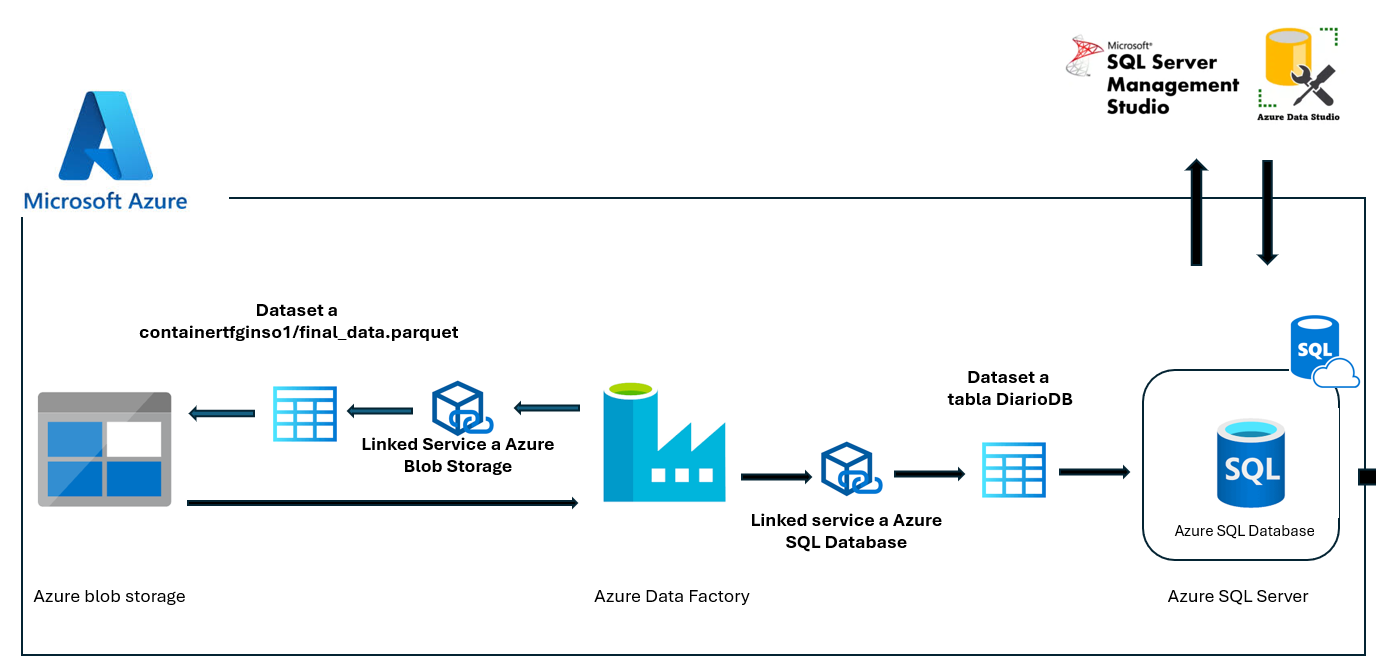 Microsoft®
SQL Server
Management
Studio
Azure Data Studio
Microsoft Azure
Dataset a
containertfginso1/final_data.parquet
Linked Service a Azure
Blob Storage
Dataset a
tabla DiarioDB
SQL
SQL
Linked service a Azure
SQL Database
Azure SQL Database
Azure blob storage
Azure Data Factory
Azure SQL Server